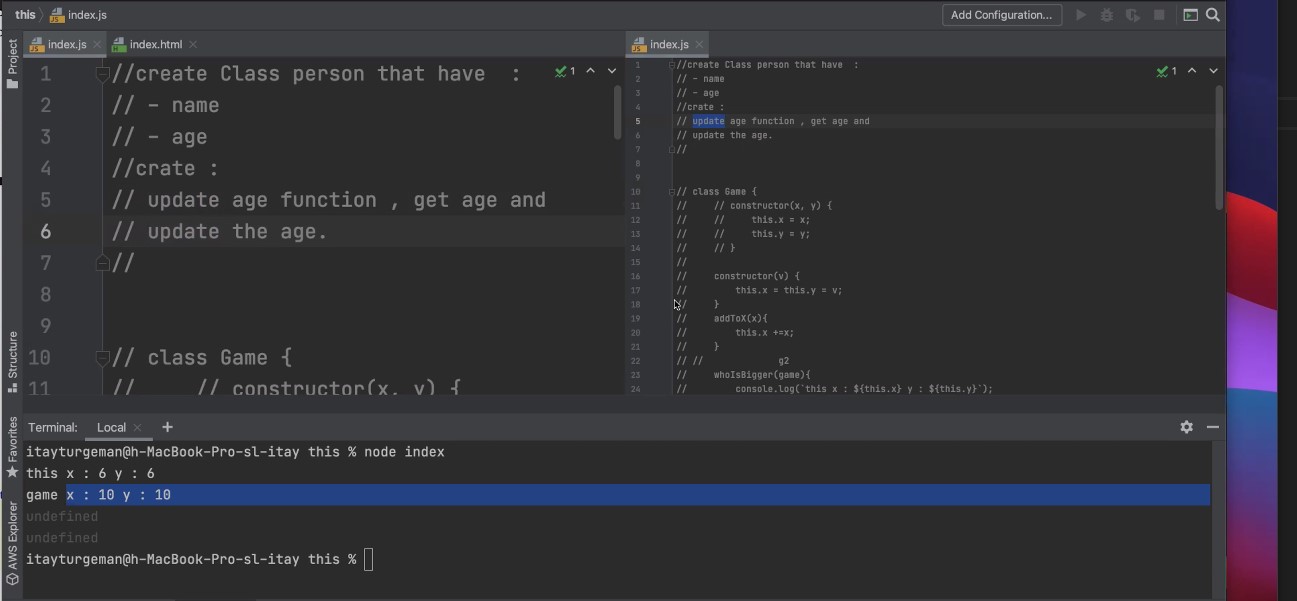 this index.js
Add Configuration...
Project
index.js
index.html
1 //create Class person that have :
1
2 // - name
3 // - age
4 //crate :
5 // update age function , get age and
6 // update the age.
7 //
8
9
10 // class Game {
11 // // constructor(x, y) {
index.js
1 //create Class person that have :
1
2 // - name
3 // - age
4 //crate :
5 // update age function , get age and
6 // update the age.
7 //
8
9
10 // class Game {
11 // // constructor(x, y) {
12 // // this.x = x;
13 // // this.y = y;
14 // // }
15 //
16 // constructor(v) {
17 // this.x = this.y = v;
18 // }
19 // addToX(x){
20 // this.x +=x;
21 // }
22 // // g2
23 // whoIsBigger(game){
24 // console.log(`this x : ${this.x} y : ${this.y}`);
Structure
Favorites
AWS Explorer
Terminal: Local
itayturgeman@h-MacBook-Pro-sl-itay this % node index
this x : 6 y : 6
game x : 10 y : 10
undefined
undefined
itayturgeman@h-MacBook-Pro-sl-itay this %